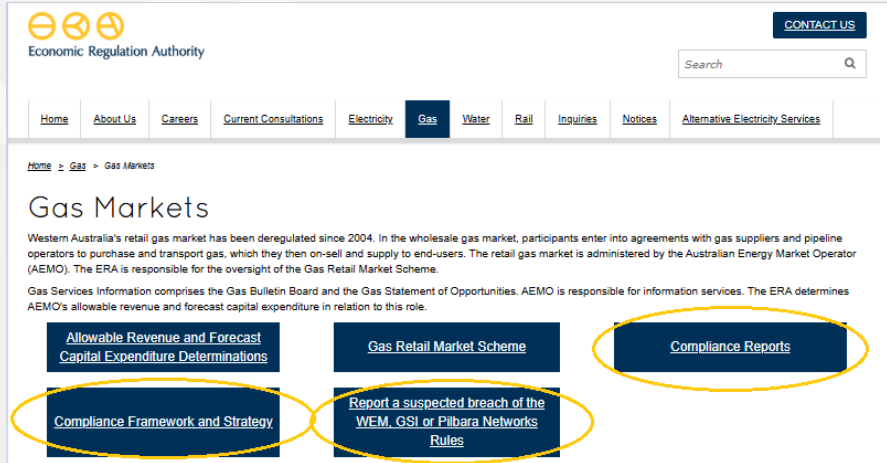 CONTACT US
Economic Regulation Authority
Search
Home About Us Careers Current Consultations Electricity Gas Water Rail Inquiries Notices Alternative Electricity Services
Home > Gas > Gas Markets
Gas Markets
Western Australia's retail gas market has been deregulated since 2004. In the wholesale gas market, participants enter into agreements with gas suppliers and pipeline
operators to purchase and transport gas, which they then on-sell and supply to end-users. The retail gas market is administered by the Australian Energy Market Operator
(AEMO). The ERA is responsible for the oversight of the Gas Retail Market Scheme.
Gas Services Information comprises the Gas Bulletin Board and the Gas Statement of Opportunities. AEMO is responsible for information services. The ERA determines
AEMO's allowable revenue and forecast capital expenditure in relation to this role.
Allowable Revenue and Forecast
Capital Expenditure Determinations
Gas Retail Market Scheme
Compliance Reports
Compliance Framework and Strategy
Report a suspected breach of the
WEM, GSI or Pilbara Networks
Rules